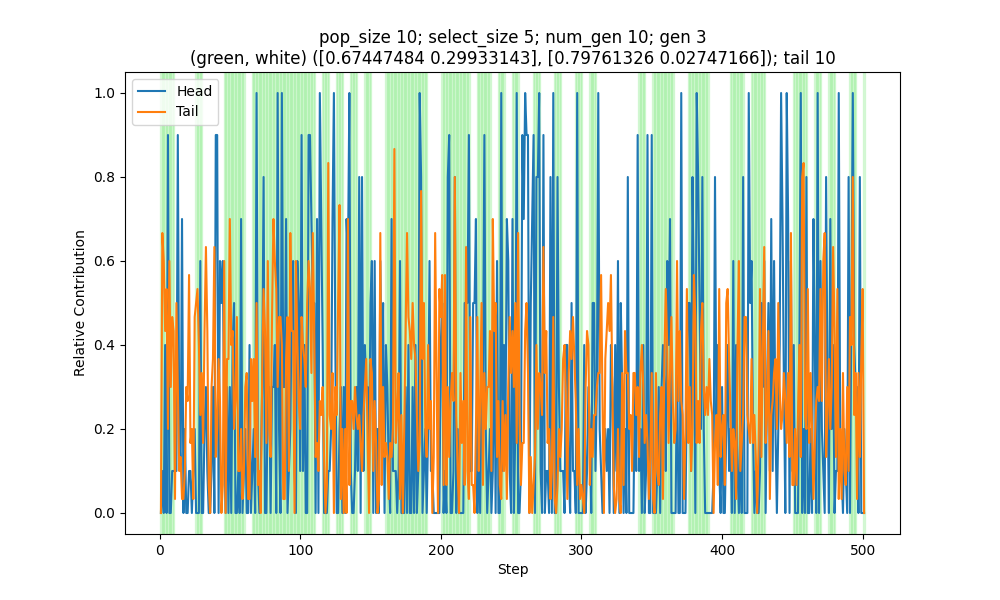 pop_size 10; select_size 5; num_gen 10; gen 3
(green, white) ([0.67447484 0.29933143], [0.79761326 0.02747166]); tail 10
Head
Tail
Relative Contribution
1.0
0.8
0.6
0.4
0.2
0.0
0 100 200 300 400 500
Step